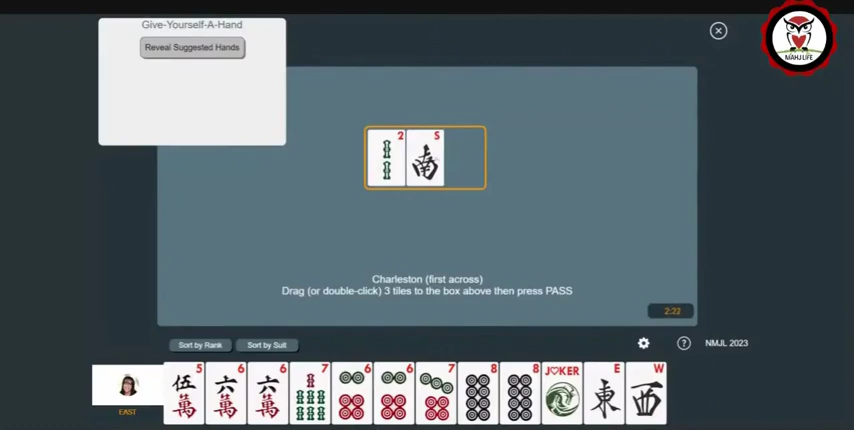 Give-Yourself-A-Hand
Reveal Suggested Hands
MAHJ LIFE
2 S
南
Charleston (first across)
Drag (or double-click) 3 tiles to the box above then press PASS
2:22
Sort by Rank Sort by Suit ? NMJL 2023
5 6 6 7 6 6 7 8 8 JOKER E W
伍萬 六萬 六萬 東 西
EAST